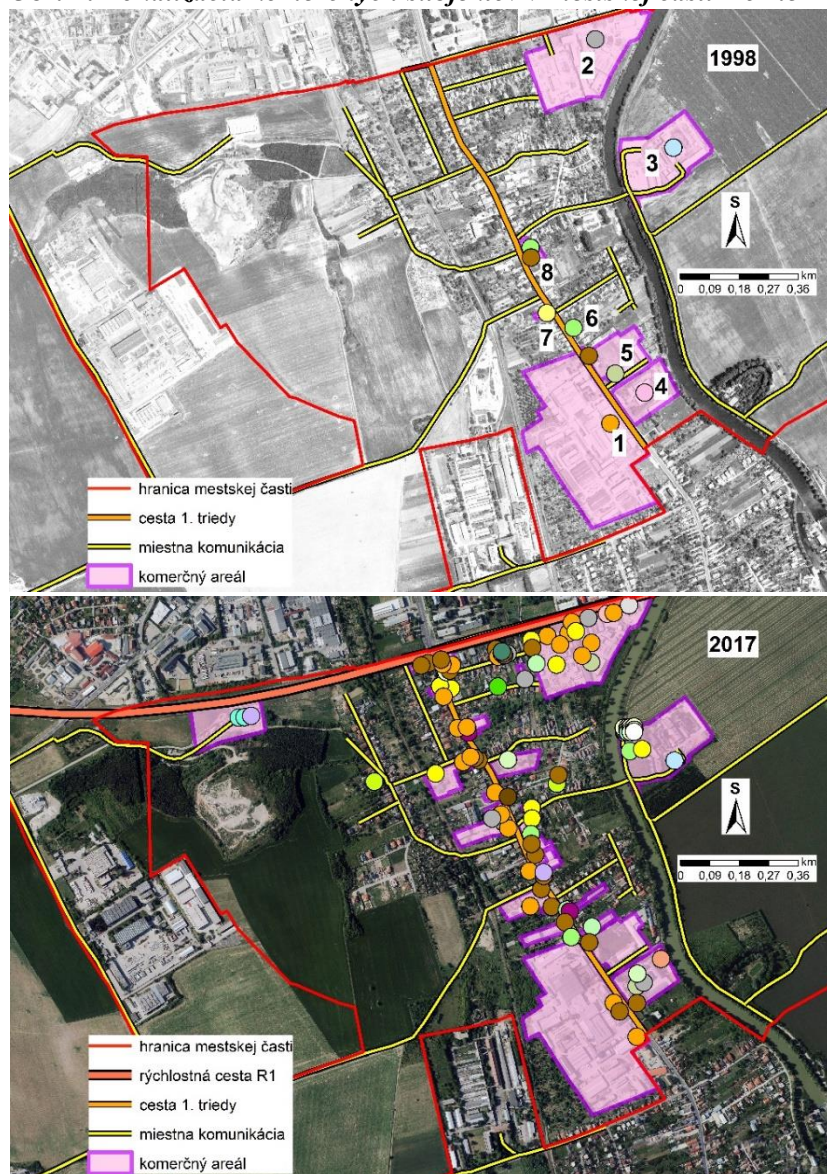 1998
2
3
S
km
0 0,09 0,18 0,27 0,36
8
7
6
5
4
1
hranica mestskej časti
cesta 1. triedy
miestna komunikácia
komerčný areál
2017
S
km
0 0,09 0,18 0,27 0,36
hranica mestskej časti
rýchlostná cesta R1
cesta 1. triedy
miestna komunikácia
komerčný areál